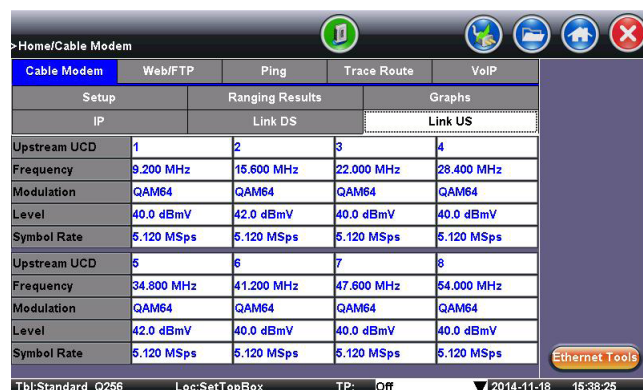 >Home/Cable Modem
Cable Modem Web/FTP Ping Trace Route VoIP
Setup Ranging Results Graphs
IP Link DS Link US
Upstream UCD 1 2 3 4
Frequency 9.200 MHz 15.600 MHz 22.000 MHz 28.400 MHz
Modulation QAM64 QAM64 QAM64 QAM64
Level 40.0 dBmV 42.0 dBmV 40.0 dBmV 40.0 dBmV
Symbol Rate 5.120 MSps 5.120 MSps 5.120 MSps 5.120 MSps
Upstream UCD 5 6 7 8
Frequency 34.800 MHz 41.200 MHz 47.600 MHz 54.000 MHz
Modulation QAM64 QAM64 QAM64 QAM64
Level 42.0 dBmV 40.0 dBmV 40.0 dBmV 40.0 dBmV
Symbol Rate 5.120 MSps 5.120 MSps 5.120 MSps 5.120 MSps
Ethernet Tools
Tbl:Standard_Q256 Loc:SetTopBox TP: Off 2014-11-18 15:38:25